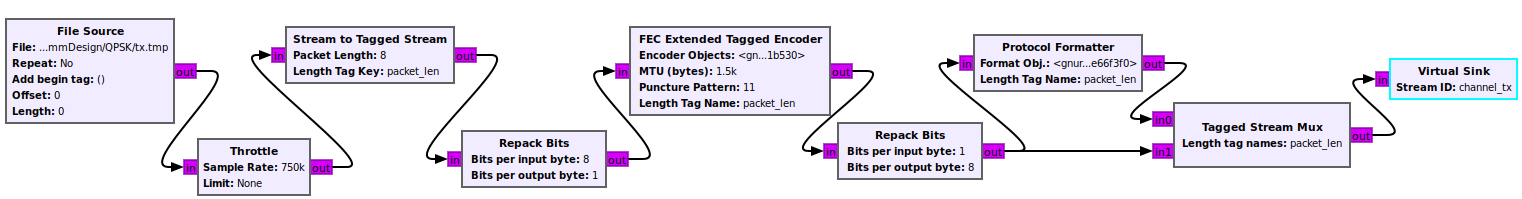 File Source
File: ...mmDesign/QPSK/tx.tmp
Repeat: No
Add begin tag: ()
Offset: 0
Length: 0
out
in
Throttle
Sample Rate: 750k
Limit: None
out
in
Stream to Tagged Stream
Packet Length: 8
Length Tag Key: packet_len
out
in
Repack Bits
Bits per input byte: 8
Bits per output byte: 1
out
in
FEC Extended Tagged Encoder
Encoder Objects: <gn...1b530>
MTU (bytes): 1.5k
Puncture Pattern: 11
Length Tag Name: packet_len
out
in
Repack Bits
Bits per input byte: 1
Bits per output byte: 8
out
in
Protocol Formatter
Format Obj.: <gnur...e66f3f0>
Length Tag Name: packet_len
out
in0
in1
Tagged Stream Mux
Length tag names: packet_len
out
in
Virtual Sink
Stream ID: channel_tx